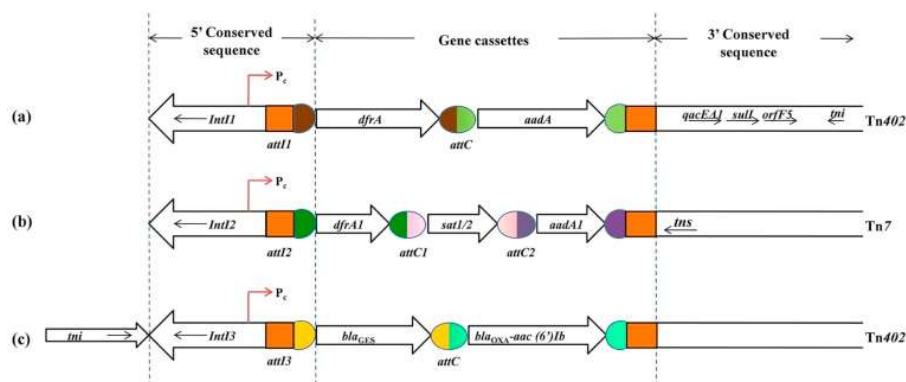 5' Conserved sequence
Gene cassettes
3' Conserved sequence
Pc
(a)
IntI1
dfrA
aadA
qacEΔ1 sul1 orf5 tni
Tn402
attI1
attC
Pc
(b)
IntI2
dfrA1
sat1/2
aadA1
tns
Tn7
attI2
attC1
attC2
Pc
(c)
tni
IntI3
blaGES
blaOXA-aac (6')Ib
Tn402
attI3
attC